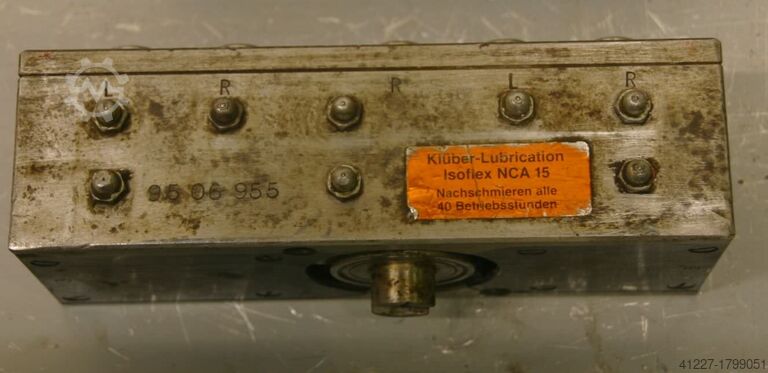 L R R L R
Klüber-Lubrication
Isoflex NCA 15
Nachschmieren alle
40 Betriebsstunden
95 06 955
41227-1799051